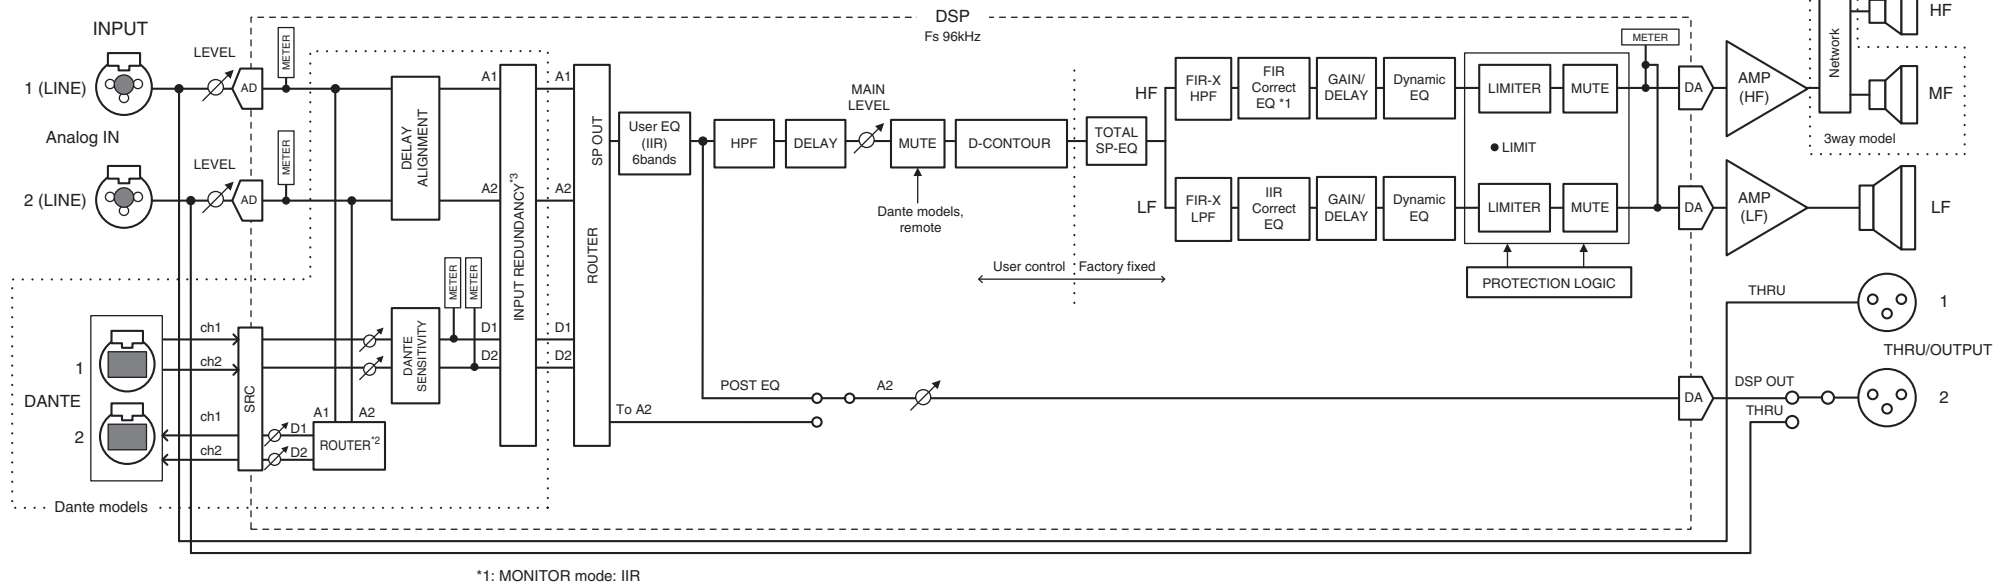 DSP
Fs 96kHz
INPUT
1 (LINE)
Analog IN
2 (LINE)
LEVEL
METER
AD
LEVEL
METER
AD
DELAY ALIGNMENT
A1
A2
INPUT REDUNDANCY*3
A1
A2
SP OUT
ROUTER
User EQ
(IIR)
6bands
HPF
DELAY
MAIN
LEVEL
MUTE
D-CONTOUR
Dante models,
remote
User control
Factory fixed
TOTAL
SP-EQ
HF
FIR-X
HPF
FIR
Correct
EQ *1
GAIN/
DELAY
Dynamic
EQ
LIMITER
MUTE
METER
DA
AMP
(HF)
Network
HF
MF
3way model
● LIMIT
LF
FIR-X
LPF
IIR
Correct
EQ
GAIN/
DELAY
Dynamic
EQ
LIMITER
MUTE
DA
AMP
(LF)
LF
PROTECTION LOGIC
DANTE
1
2
ch1
ch2
ch1
ch2
SRC
DANTE
SENSITIVITY
METER
METER
D1
D2
D1
D2
A1
A2
D1
D2
ROUTER*2
Dante models
To A2
POST EQ
A2
DA
THRU
1
THRU/OUTPUT
DSP OUT
2
THRU
*1: MONITOR mode: IIR